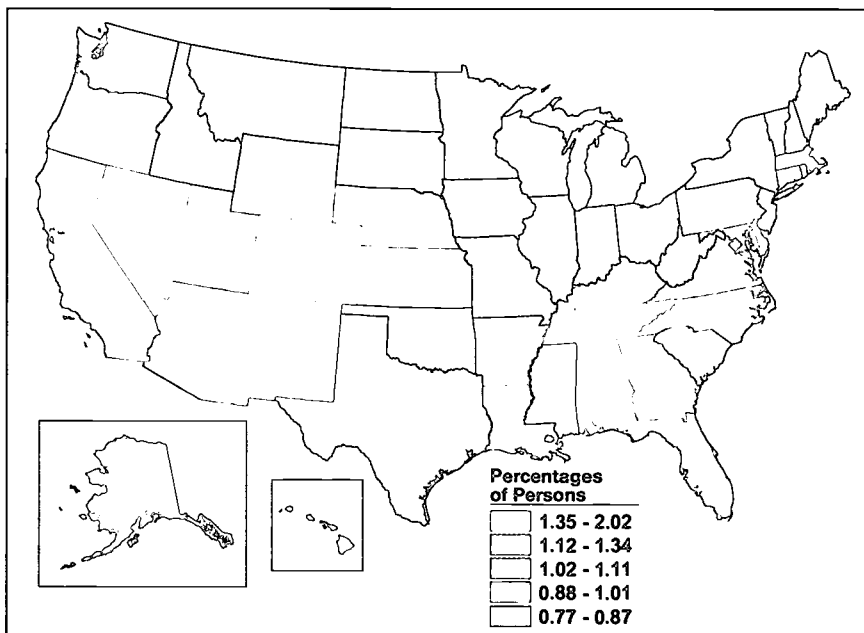 Percentages
of Persons
1.35 - 2.02
1.12 - 1.34
1.02 - 1.11
0.88 - 1.01
0.77 - 0.87